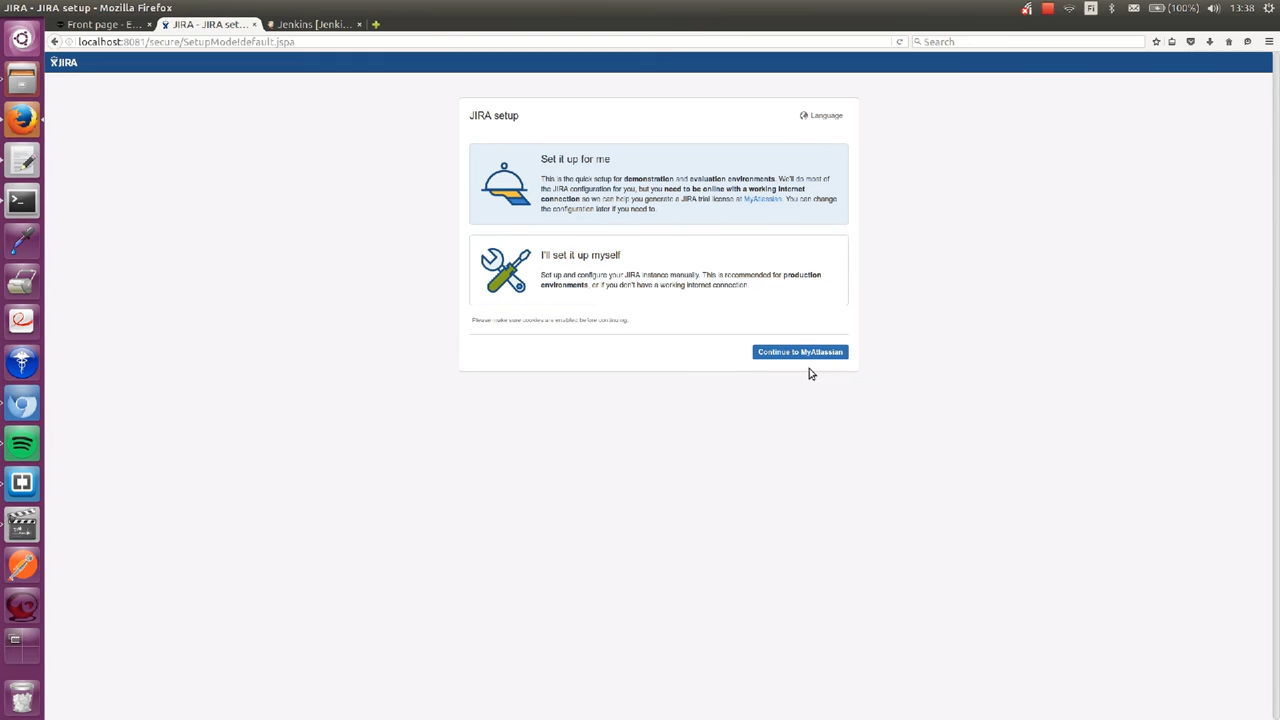 JIRA - JIRA setup - Mozilla Firefox
Fi
(100%)
13:38
Front page - E...
JIRA - JIRA set...
Jenkins [Jenki...
localhost:8081/secure/SetupMode!default.jspa
Search
JIRA
JIRA setup
Language
Set it up for me
This is the quick setup for demonstration and evaluation environments. We'll do most of
the JIRA configuration for you, but you need to be online with a working internet
connection so we can help you generate a JIRA trial license at MyAtlassian. You can change
the configuration later if you need to.
I'll set it up myself
Set up and configure your JIRA instance manually. This is recommended for production
environments, or if you don't have a working internet connection.
Please make sure cookies are enabled before continuing.
Continue to MyAtlassian